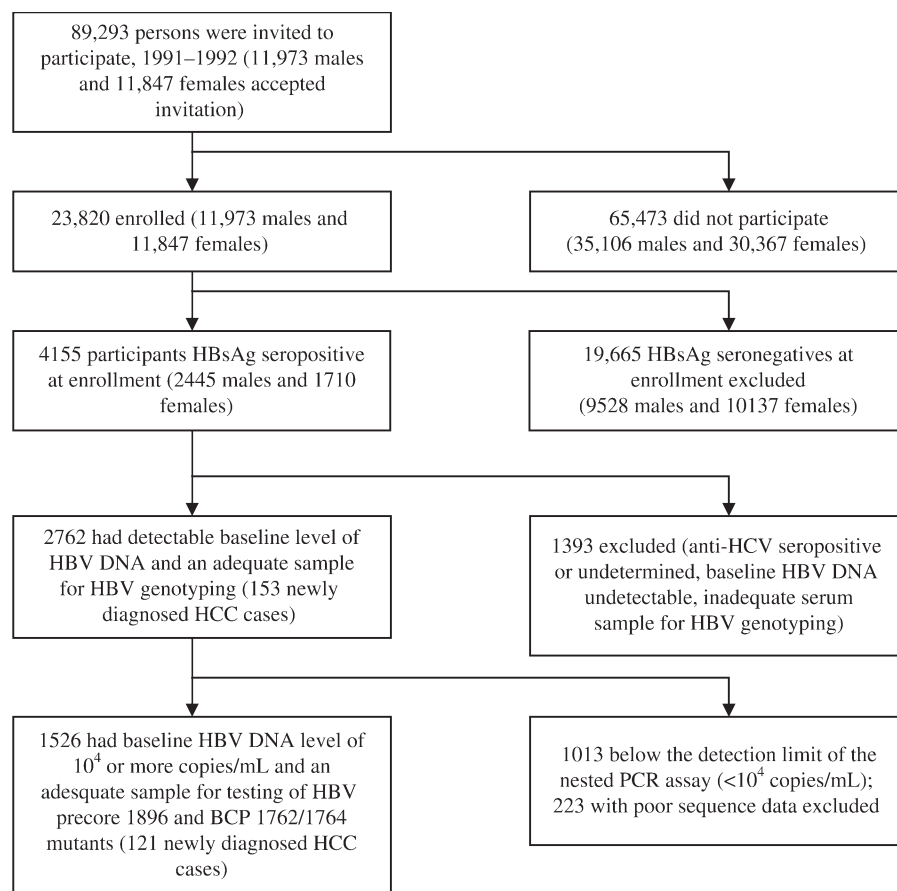 89,293 persons were invited to
participate, 1991–1992 (11,973 males
and 11,847 females accepted
invitation)
23,820 enrolled (11,973 males and
11,847 females)
65,473 did not participate
(35,106 males and 30,367 females)
4155 participants HBsAg seropositive
at enrollment (2445 males and 1710
females)
19,665 HBsAg seronegatives at
enrollment excluded
(9528 males and 10137 females)
2762 had detectable baseline level of
HBV DNA and an adequate sample
for HBV genotyping (153 newly
diagnosed HCC cases)
1393 excluded (anti-HCV seropositive
or undetermined, baseline HBV DNA
undetectable, inadequate serum
sample for HBV genotyping)
1526 had baseline HBV DNA level of
10⁴ or more copies/mL and an
adesquate sample for testing of HBV
precore 1896 and BCP 1762/1764
mutants (121 newly diagnosed HCC
cases)
1013 below the detection limit of the
nested PCR assay (<10⁴ copies/mL);
223 with poor sequence data excluded